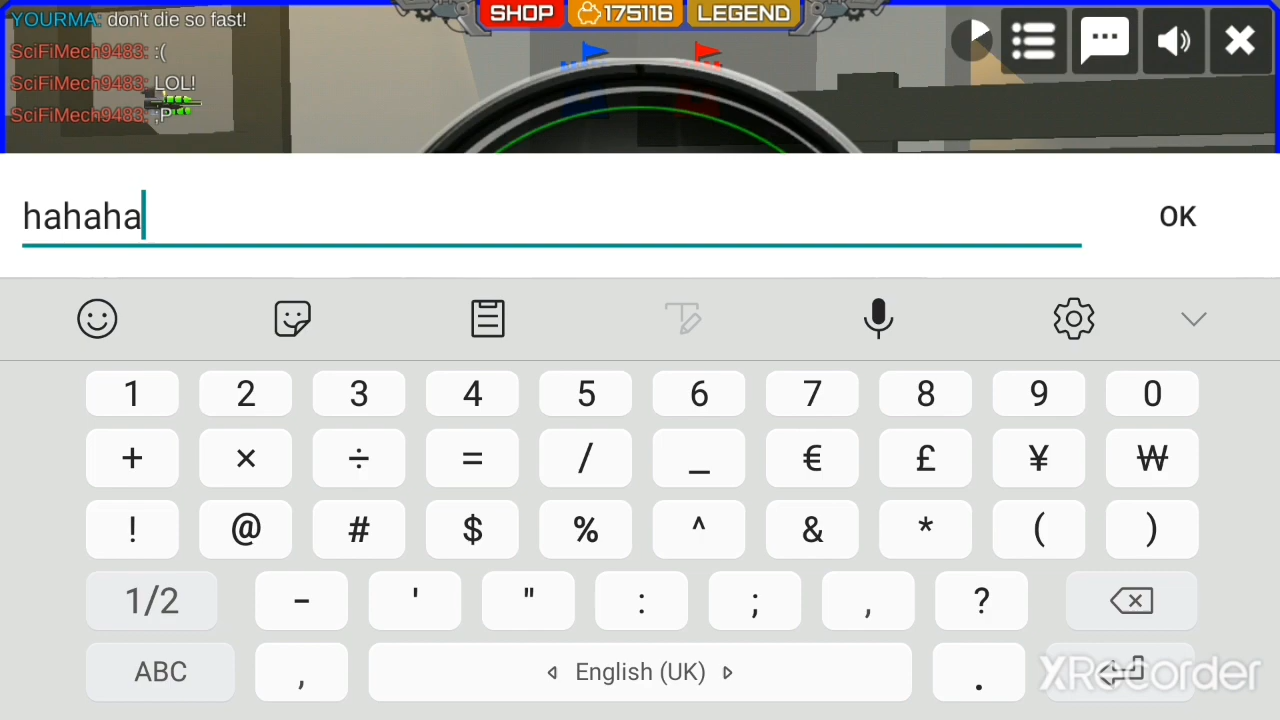 YOURMA: don't die so fast!
SciFiMech9483: :(
SciFiMech9483: LOL!
SciFiMech9483: ;P
SHOP 175116 LEGEND
hahaha
OK
1 2 3 4 5 6 7 8 9 0
+ × ÷ = / _ € £ ¥ ₩
! @ # $ % ^ & * ( )
1/2 - ' " : ; , ?
ABC , English (UK) .
XRecorder